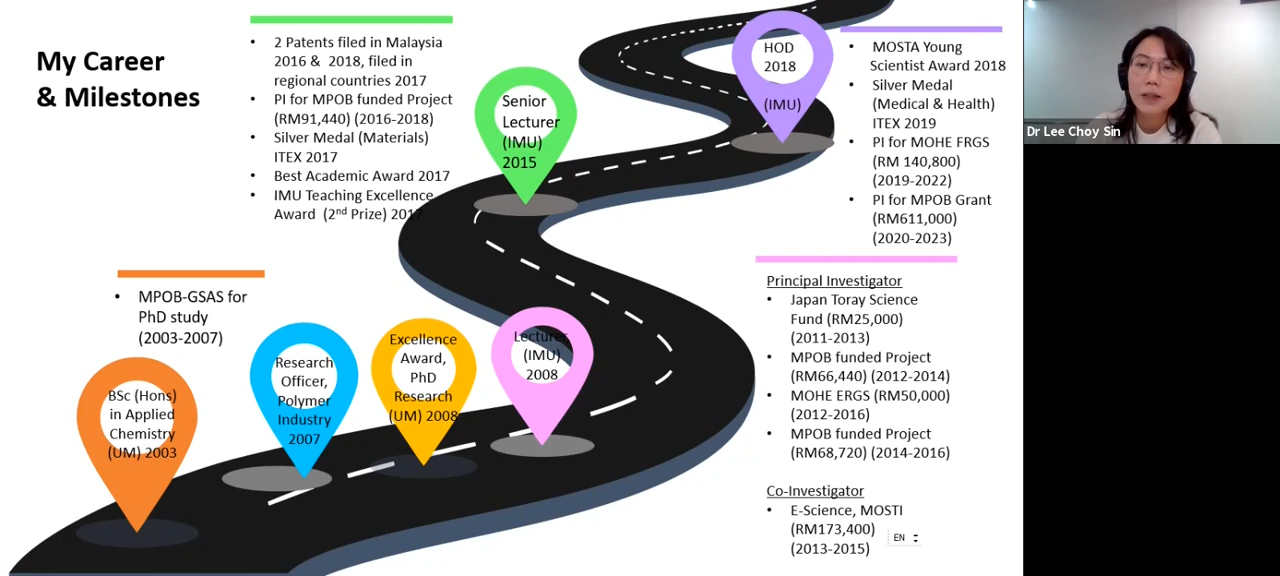 My Career
& Milestones
• 2 Patents filed in Malaysia
2016 & 2018, filed in
regional countries 2017
• PI for MPOB funded Project
(RM91,440) (2016-2018)
• Silver Medal (Materials)
ITEX 2017
• Best Academic Award 2017
• IMU Teaching Excellence
Award (2nd Prize) 2017
Senior
Lecturer
(IMU)
2015
HOD
2018
(IMU)
• MOSTA Young
Scientist Award 2018
• Silver Medal
(Medical & Health)
ITEX 2019
• PI for MOHE FRGS
(RM 140,800)
(2019-2022)
• PI for MPOB Grant
(RM611,000)
(2020-2023)
Dr Lee Choy Sin
• MPOB-GSAS for
PhD study
(2003-2007)
BSc (Hons)
in Applied
Chemistry
(UM) 2003
Research
Officer,
Polymer
Industry
2007
Excellence
Award,
PhD
Research
(UM) 2008
Lecturer
(IMU)
2008
Principal Investigator
• Japan Toray Science
Fund (RM25,000)
(2011-2013)
• MPOB funded Project
(RM66,440) (2012-2014)
• MOHE ERGS (RM50,000)
(2012-2016)
• MPOB funded Project
(RM68,720) (2014-2016)
Co-Investigator
• E-Science, MOSTI
(RM173,400)
(2013-2015)
EN